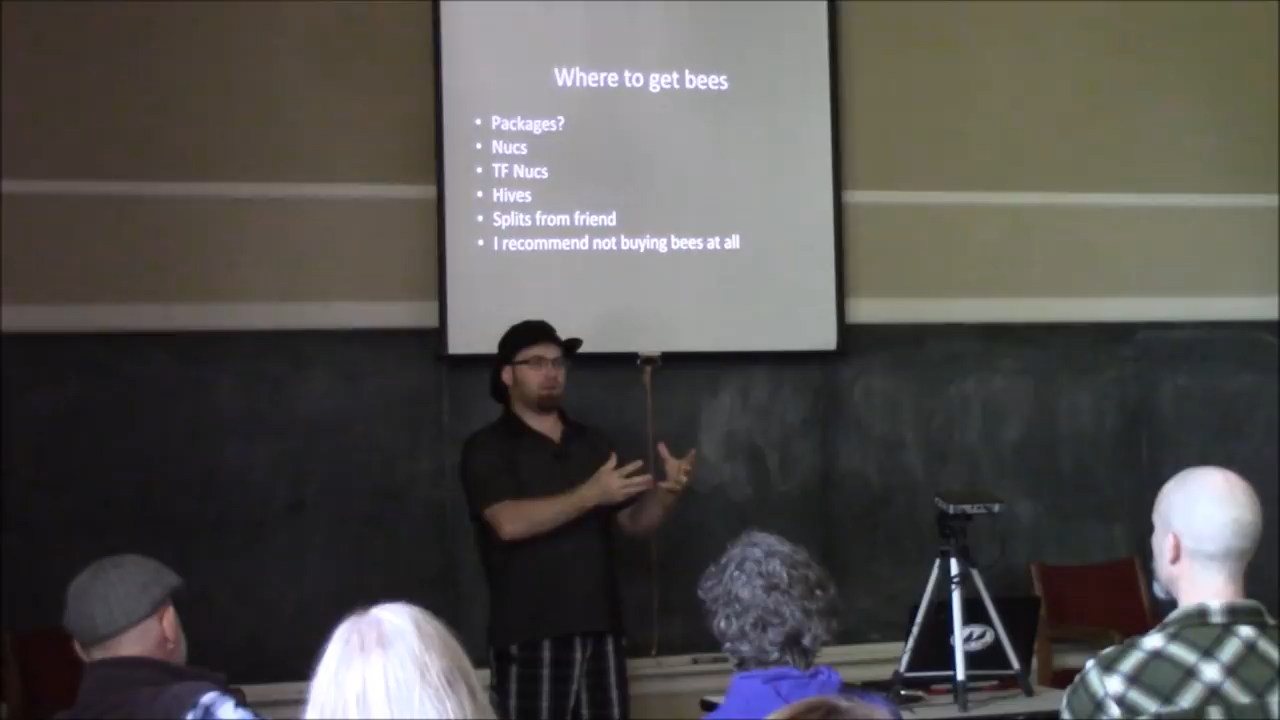 Where to get bees
• Packages?
• Nucs
• TF Nucs
• Hives
• Splits from friend
• I recommend not buying bees at all